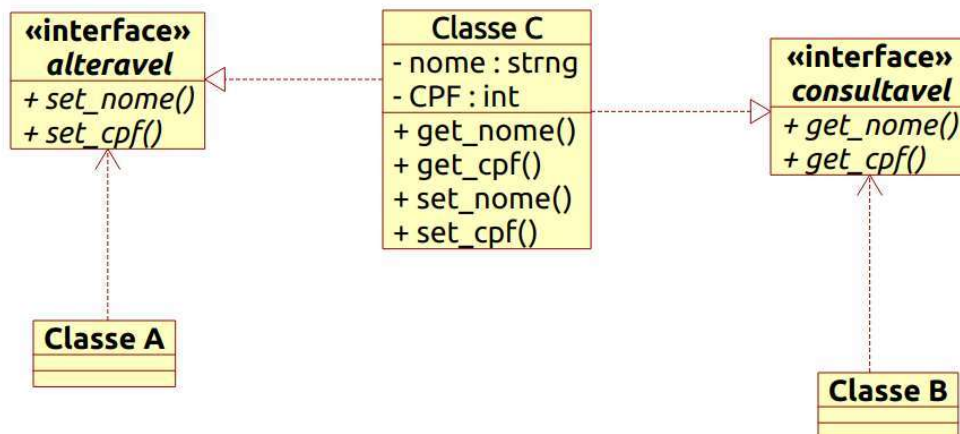 «interface»
alteravel
+ set_nome()
+ set_cpf()
Classe C
- nome : strng
- CPF : int
+ get_nome()
+ get_cpf()
+ set_nome()
+ set_cpf()
«interface»
consultavel
+ get_nome()
+ get_cpf()
Classe A
Classe B